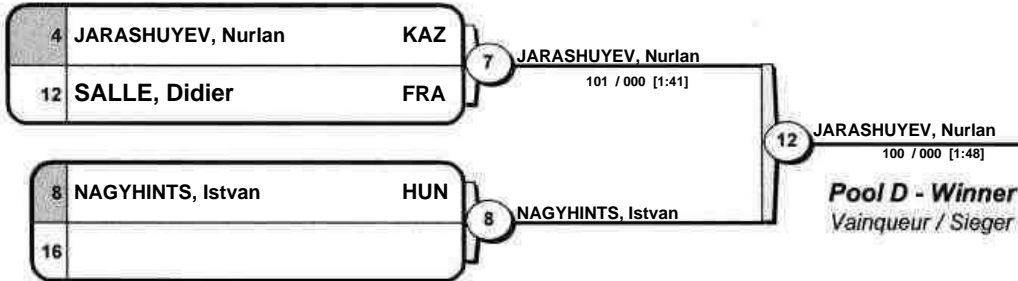 4 JARASHUYEV, Nurlan KAZ
12 SALLE, Didier FRA
7
JARASHUYEV, Nurlan
101 / 000 [1:41]
8 NAGYHINTS, Istvan HUN
16
8
NAGYHINTS, Istvan
12
JARASHUYEV, Nurlan
100 / 000 [1:48]
Pool D - Winner
Vainqueur / Sieger